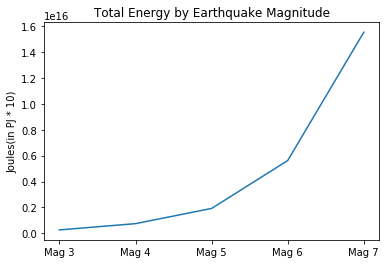 Total Energy by Earthquake Magnitude
1e16
1.6
1.4
1.2
1.0
0.8
0.6
0.4
0.2
0.0
Joules(in PJ * 10)
Mag 3 Mag 4 Mag 5 Mag 6 Mag 7